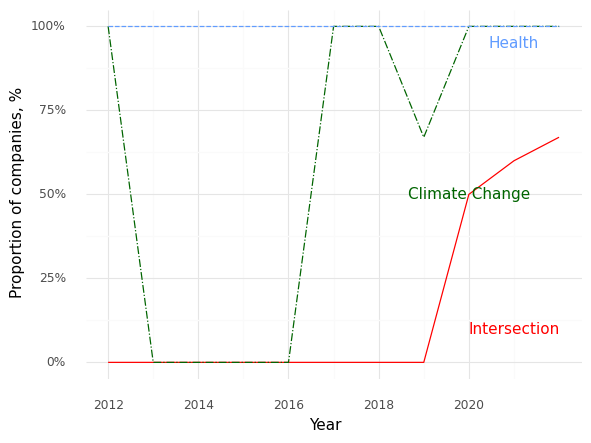 100%
Health
75%
Proportion of companies, %
50%
Climate Change
25%
Intersection
0%
2012 2014 2016 2018 2020
Year